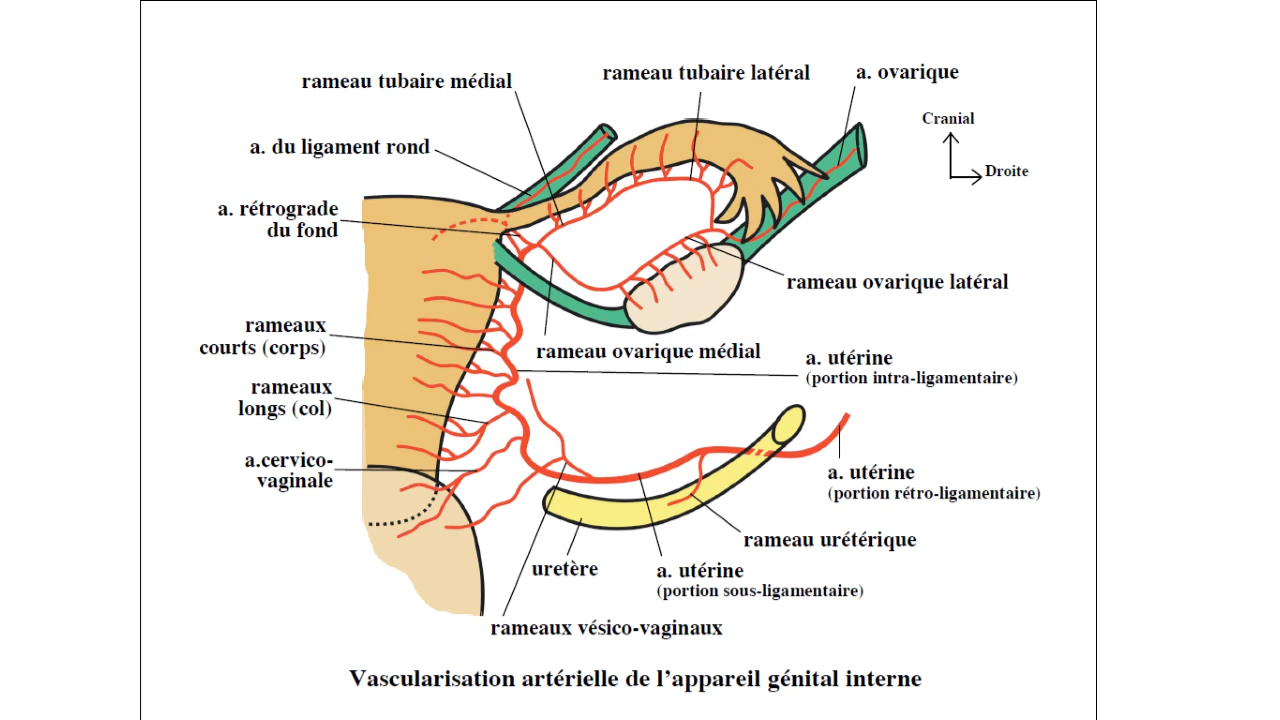 rameau tubaire médial
rameau tubaire latéral
a. ovarique
Cranial
Droite
a. du ligament rond
a. rétrograde
du fond
rameau ovarique latéral
rameaux
courts (corps)
rameau ovarique médial
a. utérine
(portion intra-ligamentaire)
rameaux
longs (col)
a.cervico-
vaginale
a. utérine
(portion rétro-ligamentaire)
rameau urétérique
uretère
a. utérine
(portion sous-ligamentaire)
rameaux vésico-vaginaux
Vascularisation artérielle de l’appareil génital interne